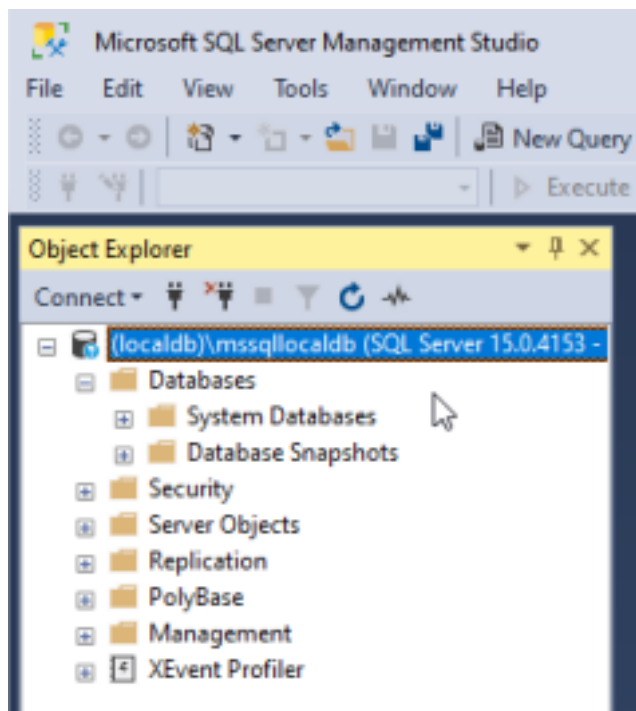 Microsoft SQL Server Management Studio
File Edit View Tools Window Help
New Query
Execute
Object Explorer
Connect
(localdb)\mssqllocaldb (SQL Server 15.0.4153 -
Databases
System Databases
Database Snapshots
Security
Server Objects
Replication
PolyBase
Management
XEvent Profiler